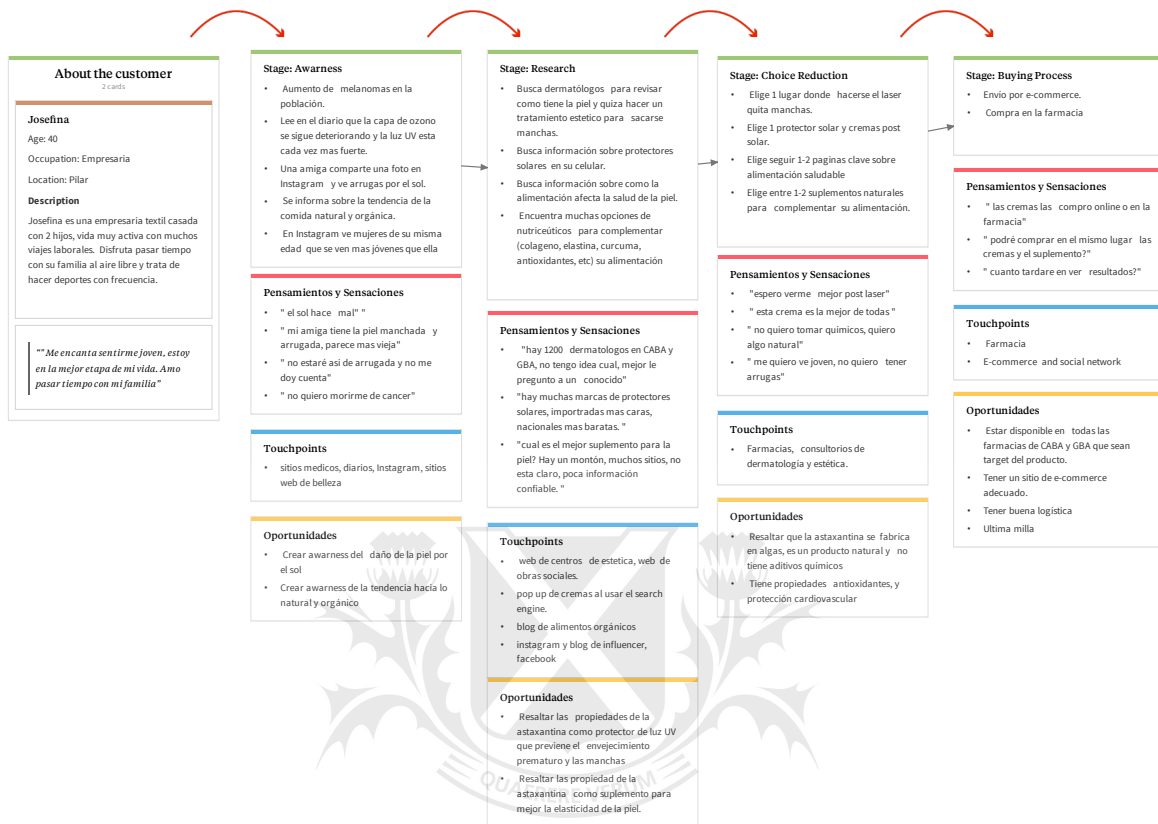 About the customer
2 cards
Josefina
Age: 40
Occupation: Empresaria
Location: Pilar
Description
Josefina es una empresaria textil casada
con 2 hijos, vida muy activa con muchos
viajes laborales. Disfruta pasar tiempo
con su familia al aire libre y trata de
hacer deportes con frecuencia.
"" Me encanta sentirme joven, estoy
en la mejor etapa de mi vida. Amo
pasar tiempo con mi familia"
Stage: Awarness
• Aumento de melanomas en la
población.
• Lee en el diario que la capa de ozono
se sigue deteriorando y la luz UV esta
cada vez mas fuerte.
• Una amiga comparte una foto en
Instagram y ve arrugas por el sol.
• Se informa sobre la tendencia de la
comida natural y orgánica.
• En Instagram ve mujeres de su misma
edad que se ven mas jóvenes que ella
Pensamientos y Sensaciones
• " el sol hace mal" "
• " mi amiga tiene la piel manchada y
arrugada, parece mas vieja"
• " no estaré asi de arrugada y no me
doy cuenta"
• " no quiero morirme de cancer"
Touchpoints
• sitios medicos, diarios, Instagram, sitios
web de belleza
Oportunidades
• Crear awarness del daño de la piel por
el sol
• Crear awarness de la tendencia hacia lo
natural y orgánico
Stage: Research
• Busca dermatólogos para revisar
como tiene la piel y quiza hacer un
tratamiento estetico para sacarse
manchas.
• Busca información sobre protectores
solares en su celular.
• Busca información sobre como la
alimentación afecta la salud de la piel.
• Encuentra muchas opciones de
nutriceúticos para complementar
(colageno, elastina, curcuma,
antioxidantes, etc) su alimentación
Pensamientos y Sensaciones
• "hay 1200 dermatologos en CABA y
GBA, no tengo idea cual, mejor le
pregunto a un conocido"
• "hay muchas marcas de protectores
solares, importradas mas caras,
nacionales mas baratas. "
• "cual es el mejor suplemento para la
piel? Hay un montón, muchos sitios, no
esta claro, poca información
confiable. "
Touchpoints
• web de centros de estetica, web de
obras sociales.
• pop up de cremas al usar el search
engine.
• blog de alimentos orgánicos
• instagram y blog de influencer,
facebook
Oportunidades
• Resaltar las propiedades de la
astaxantina como protector de luz UV
que previene el envejecimiento
prematuro y las manchas
• Resaltar las propiedad de la
astaxantina como suplemento para
mejor la elasticidad de la piel.
Stage: Choice Reduction
• Elige 1 lugar donde hacerse el laser
quita manchas.
• Elige 1 protector solar y cremas post
solar.
• Elige seguir 1-2 paginas clave sobre
alimentación saludable
• Elige entre 1-2 suplementos naturales
para complementar su alimentación.
Pensamientos y Sensaciones
• "espero verme mejor post laser"
• " esta crema es la mejor de todas "
• " no quiero tomar quimicos, quiero
algo natural"
• " me quiero ve joven, no quiero tener
arrugas"
Touchpoints
• Farmacias, consultorios de
dermatologia y estética.
Oportunidades
• Resaltar que la astaxantina se fabrica
en algas, es un producto natural y no
tiene aditivos químicos
• Tiene propiedades antioxidantes, y
protección cardiovascular
Stage: Buying Process
• Envío por e-commerce.
• Compra en la farmacia
Pensamientos y Sensaciones
• " las cremas las compro online o en la
farmacia"
• " podré comprar en el mismo lugar las
cremas y el suplemento?"
• " cuanto tardare en ver resultados?"
Touchpoints
• Farmacia
• E-commerce and social network
Oportunidades
• Estar disponible en todas las
farmacias de CABA y GBA que sean
target del producto.
• Tener un sitio de e-commerce
adecuado.
• Tener buena logistica
• Ultima milla
QUAERERE VERUM